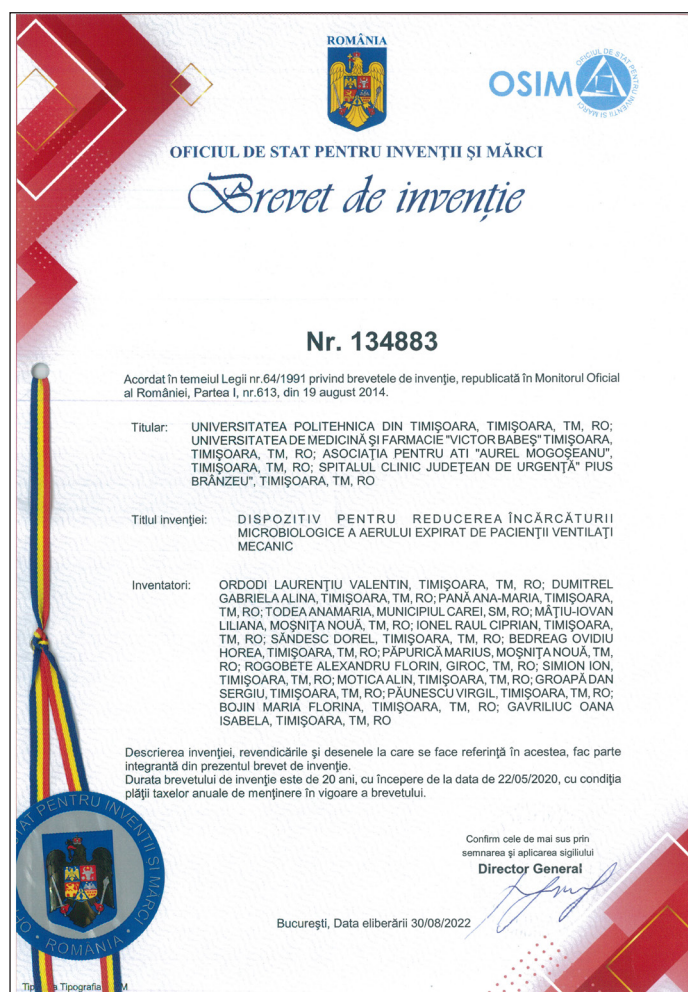 ROMÂNIA
OSIM
OFICIUL DE STAT PENTRU INVENTII SI MĂRCI
OFICIUL DE STAT PENTRU INVENȚII ȘI MĂRCI
Brevet de invenție
Nr. 134883
Acordat în temeiul Legii nr.64/1991 privind brevetele de invenție, republicată în Monitorul Oficial
al României, Partea I, nr.613, din 19 august 2014.
Titular: UNIVERSITATEA POLITEHNICA DIN TIMIȘOARA, TIMIȘOARA, TM, RO;
UNIVERSITATEA DE MEDICINĂ ȘI FARMACIE "VICTOR BABEȘ" TIMIȘOARA,
TIMIȘOARA, TM, RO; ASOCIAȚIA PENTRU ATI "AUREL MOGOȘEANU",
TIMIȘOARA, TM, RO; SPITALUL CLINIC JUDEȚEAN DE URGENȚĂ" PIUS
BRÂNZEU", TIMIȘOARA, TM, RO
Titlul invenției: DISPOZITIV PENTRU REDUCEREA ÎNCĂRCĂTURII
MICROBIOLOGICE A AERULUI EXPIRAT DE PACIENȚII VENTILAȚI
MECANIC
Inventatori: ORDODI LAURENȚIU VALENTIN, TIMIȘOARA, TM, RO; DUMITREL
GABRIELA ALINA, TIMIȘOARA, TM, RO; PANĂ ANA-MARIA, TIMIȘOARA,
TM, RO; TODEA ANAMARIA, MUNICIPIUL CAREI, SM, RO; MÂȚIU-IOVAN
LILIANA, MOȘNIȚA NOUĂ, TM, RO; IONEL RAUL CIPRIAN, TIMIȘOARA,
TM, RO; SĂNDESC DOREL, TIMIȘOARA, TM, RO; BEDREAG OVIDIU
HOREA, TIMIȘOARA, TM, RO; PĂPURICĂ MARIUS, MOȘNIȚA NOUĂ, TM,
RO; ROGOBETE ALEXANDRU FLORIN, GIROC, TM, RO; SIMION ION,
TIMIȘOARA, TM, RO; MOTICA ALIN, TIMIȘOARA, TM, RO; GROAPĂ DAN
SERGIU, TIMIȘOARA, TM, RO; PĂUNESCU VIRGIL, TIMIȘOARA, TM, RO;
BOJIN MARIA FLORINA, TIMIȘOARA, TM, RO; GAVRILIUC OANA
ISABELA, TIMIȘOARA, TM, RO
Descrierea invenției, revendicările și desenele la care se face referință în acestea, fac parte
integrantă din prezentul brevet de invenție.
Durata brevetului de invenție este de 20 ani, cu începere de la data de 22/05/2020, cu condiția
plății taxelor anuale de menținere în vigoare a brevetului.
Confirm cele de mai sus prin
semnarea și aplicarea sigiliului
Director General
București, Data eliberării 30/08/2022
STAT PENTRU INVENȚII ȘI MĂRCI
ROMANIA
Tipografia